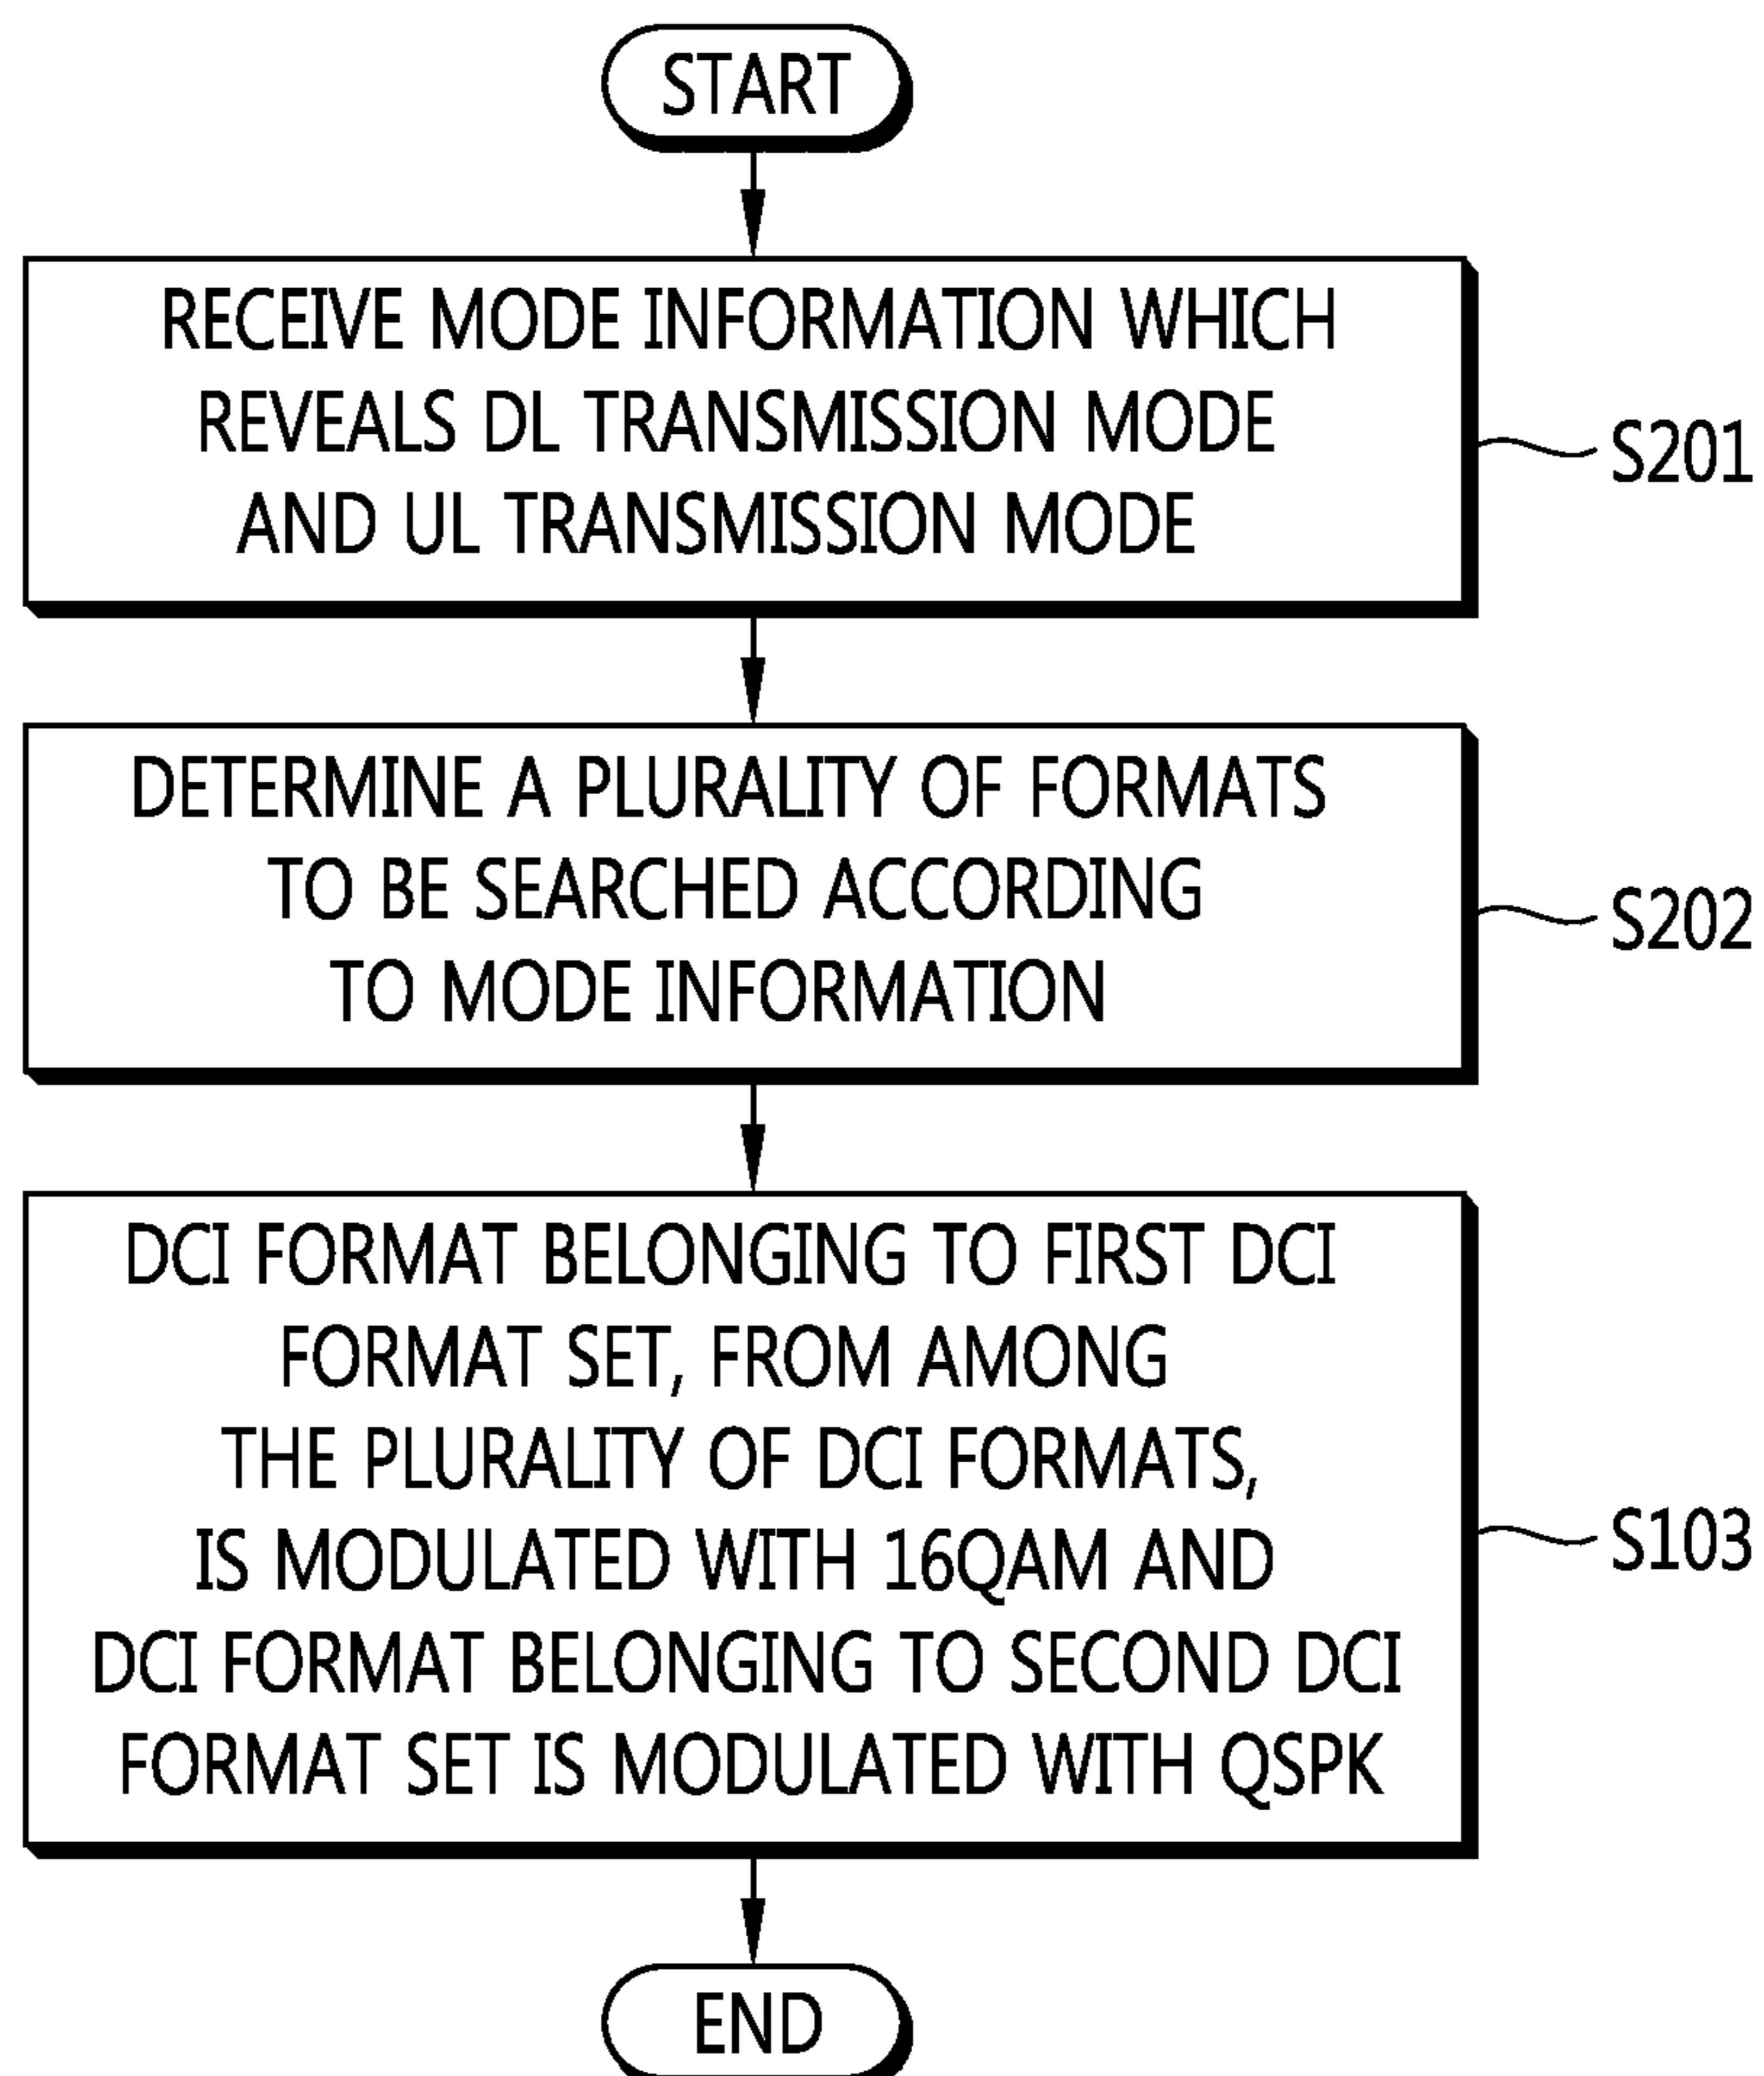 START
RECEIVE MODE INFORMATION WHICH
REVEALS DL TRANSMISSION MODE
AND UL TRANSMISSION MODE
S201
DETERMINE A PLURALITY OF FORMATS
TO BE SEARCHED ACCORDING
TO MODE INFORMATION
S202
DCI FORMAT BELONGING TO FIRST DCI
FORMAT SET, FROM AMONG
THE PLURALITY OF DCI FORMATS,
IS MODULATED WITH 16QAM AND
DCI FORMAT BELONGING TO SECOND DCI
FORMAT SET IS MODULATED WITH QSPK
S103
END